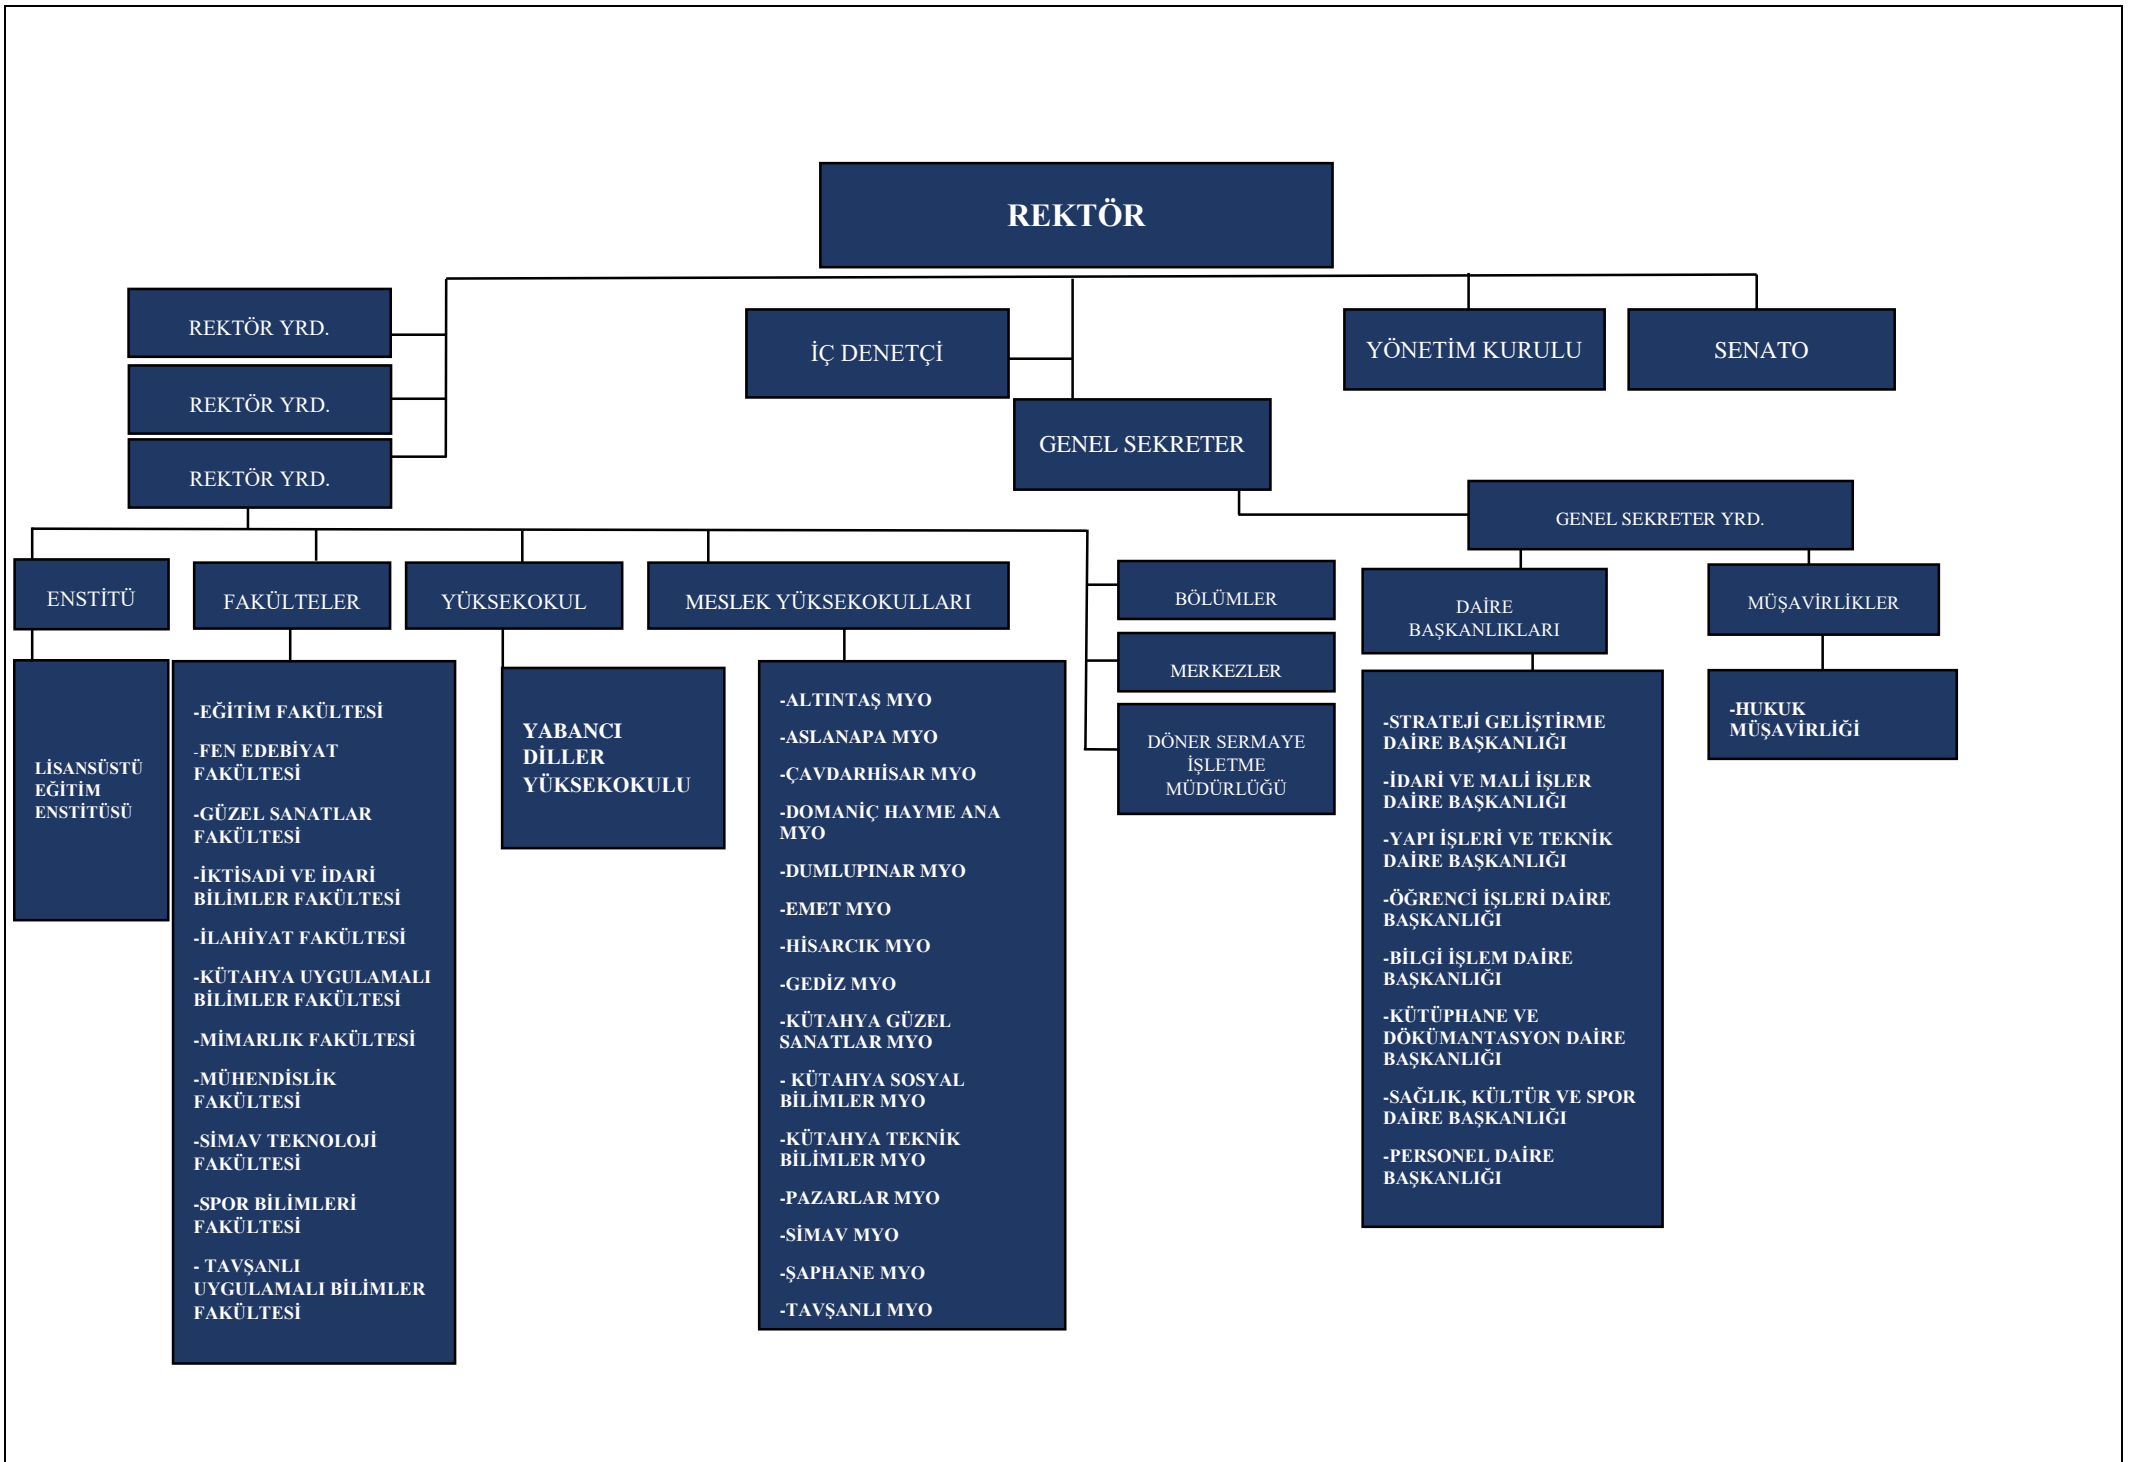 REKTÖR
REKTÖR YRD.
REKTÖR YRD.
REKTÖR YRD.
İÇ DENETÇİ
GENEL SEKRETER
YÖNETİM KURULU
SENATO
GENEL SEKRETER YRD.
ENSTİTÜ
FAKÜLTELER
YÜKSEKOKUL
MESLEK YÜKSEKOKULLARI
BÖLÜMLER
MERKEZLER
DÖNER SERMAYE
İŞLETME
MÜDÜRLÜĞÜ
DAİRE
BAŞKANLIKLARI
MÜŞAVİRLİKLER
LİSANSÜSTÜ
EĞİTİM
ENSTİTÜSÜ
-EĞİTİM FAKÜLTESİ
-FEN EDEBİYAT
FAKÜLTESİ
-GÜZEL SANATLAR
FAKÜLTESİ
-İKTİSADİ VE İDARİ
BİLİMLER FAKÜLTESİ
-İLAHİYAT FAKÜLTESİ
-KÜTAHYA UYGULAMALI
BİLİMLER FAKÜLTESİ
-MİMARLIK FAKÜLTESİ
-MÜHENDİSLİK
FAKÜLTESİ
-SİMAV TEKNOLOJİ
FAKÜLTESİ
-SPOR BİLİMLERİ
FAKÜLTESİ
- TAVŞANLI
UYGULAMALI BİLİMLER
FAKÜLTESİ
YABANCI
DİLLER
YÜKSEKOKULU
-ALTINTAŞ MYO
-ASLANAPA MYO
-ÇAVDARHİSAR MYO
-DOMANİÇ HAYME ANA
MYO
-DUMLUPINAR MYO
-EMET MYO
-HİSARCIK MYO
-GEDİZ MYO
-KÜTAHYA GÜZEL
SANATLAR MYO
- KÜTAHYA SOSYAL
BİLİMLER MYO
-KÜTAHYA TEKNİK
BİLİMLER MYO
-PAZARLAR MYO
-SİMAV MYO
-ŞAPHANE MYO
-TAVŞANLI MYO
-STRATEJİ GELİŞTİRME
DAİRE BAŞKANLIĞI
-İDARİ VE MALİ İŞLER
DAİRE BAŞKANLIĞI
-YAPI İŞLERİ VE TEKNİK
DAİRE BAŞKANLIĞI
-ÖĞRENCİ İŞLERİ DAİRE
BAŞKANLIĞI
-BİLGİ İŞLEM DAİRE
BAŞKANLIĞI
-KÜTÜPHANE VE
DÖKÜMANTASYON DAİRE
BAŞKANLIĞI
-SAĞLIK, KÜLTÜR VE SPOR
DAİRE BAŞKANLIĞI
-PERSONEL DAİRE
BAŞKANLIĞI
-HUKUK
MÜŞAVİRLİĞİ